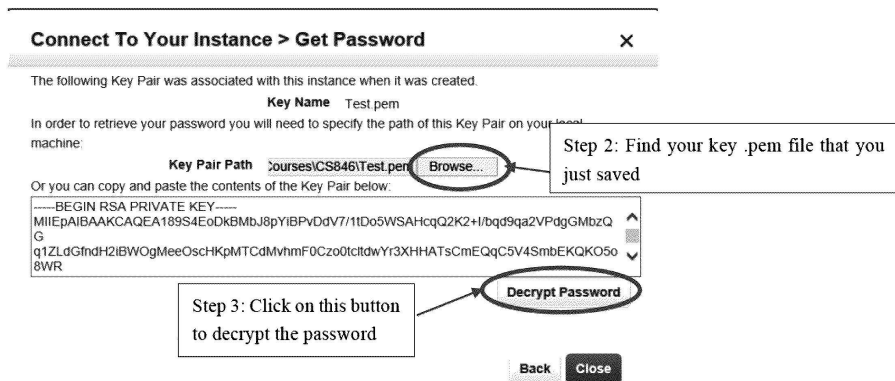 Connect To Your Instance > Get Password
The following Key Pair was associated with this instance when it was created.
Key Name Test.pem
In order to retrieve your password you will need to specify the path of this Key Pair on your local
machine:
Key Pair Path :ourses\CS846\Test.pem Browse...
Step 2: Find your key .pem file that you
just saved
Or you can copy and paste the contents of the Key Pair below:
-----BEGIN RSA PRIVATE KEY-----
MIIEpAIBAAKCAQEA189S4EoDkBMbJ8pYiBPvDdV7/1tDo5WSAHcqQ2K2+I/bqd9qa2VPdgGMbzQ
G
q1ZLdGfndH2iBWOgMeeOscHKpMTCdMvhmF0Czo0tcltdwYr3XHHATsCmEQqC5V4SmbEKQKO5o
8WR
Decrypt Password
Step 3: Click on this button
to decrypt the password
Back Close